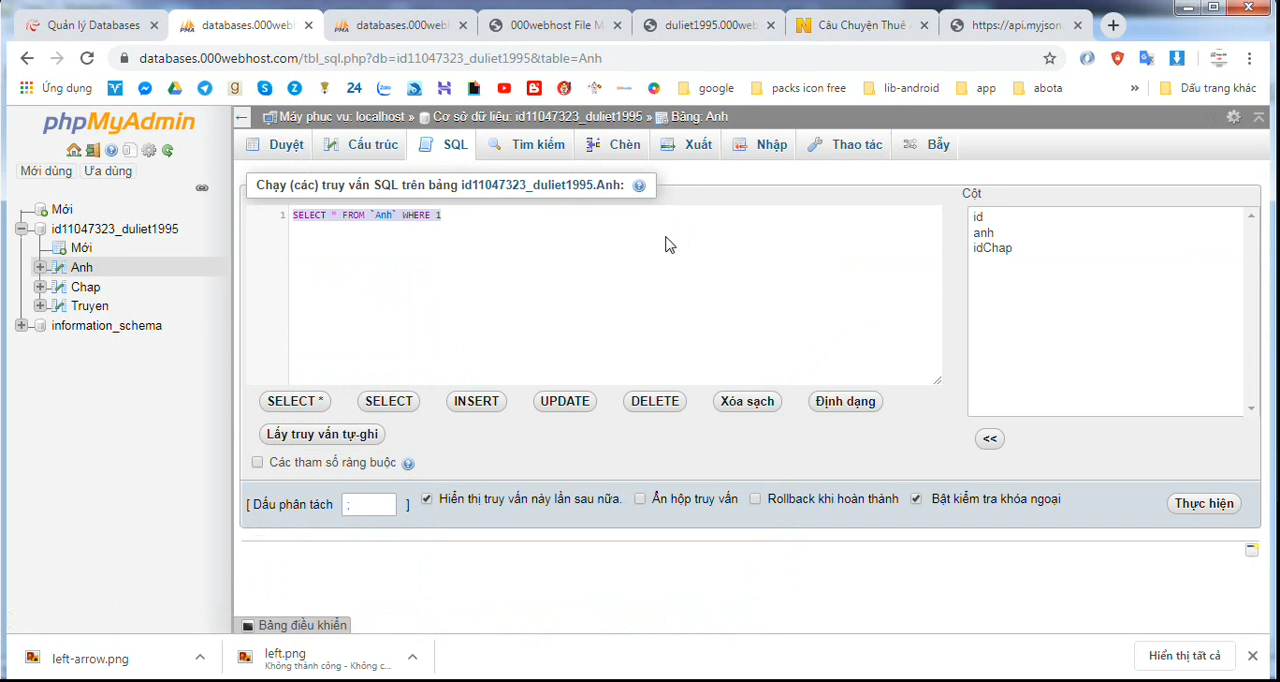 Quản lý Databases
databases.000webl
databases.000webl
000webhost File M
duliet1995.000web
Câu Chuyện Thuê
https://api.myjson.
databases.000webhost.com/tbl_sql.php?db=id11047323_duliet1995&table=Anh
Ứng dụng
24
google
packs icon free
lib-android
app
abota
»
Dấu trang khác
phpMyAdmin
Mới dùng
Ưa dùng
Mới
id11047323_duliet1995
Mới
Anh
Chap
Truyen
information_schema
Máy phục vụ: localhost » Cơ sở dữ liệu: id11047323_duliet1995 » Bảng: Anh
Duyệt
Cấu trúc
SQL
Tìm kiếm
Chèn
Xuất
Nhập
Thao tác
Bẫy
Chạy (các) truy vấn SQL trên bảng id11047323_duliet1995.Anh:
1 SELECT * FROM `Anh` WHERE 1
Cột
id
anh
idChap
<<
SELECT *
SELECT
INSERT
UPDATE
DELETE
Xóa sạch
Định dạng
Lấy truy vấn tự-ghi
Các tham số ràng buộc
[ Dấu phân tách ; ]
Hiển thị truy vấn này lần sau nữa.
Ẩn hộp truy vấn
Rollback khi hoàn thành
Bật kiểm tra khóa ngoại
Thực hiện
Bảng điều khiển
left-arrow.png
left.png
Không thành công - Không c...
Hiển thị tất cả